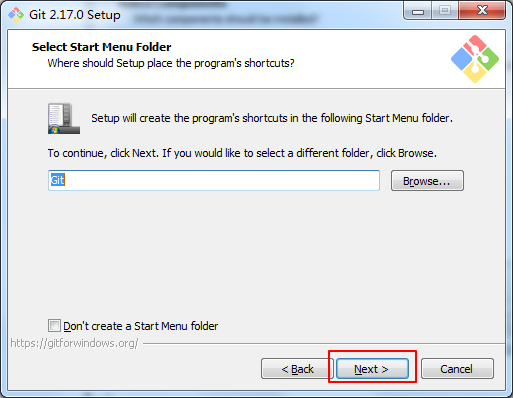 Git 2.17.0 Setup
Select Start Menu Folder
Where should Setup place the program's shortcuts?
Setup will create the program's shortcuts in the following Start Menu folder.
To continue, click Next. If you would like to select a different folder, click Browse.
Git
Browse...
Don't create a Start Menu folder
https://gitforwindows.org/
< Back
Next >
Cancel